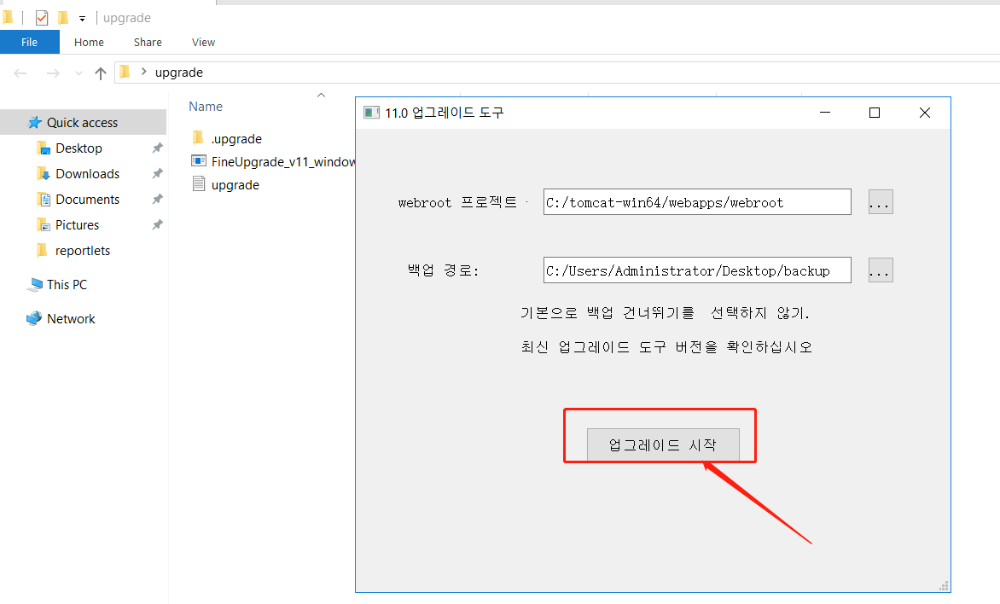 upgrade
File Home Share View
upgrade
Name
Quick access
Desktop
Downloads
Documents
Pictures
reportlets
This PC
Network
.upgrade
FineUpgrade_v11_window
upgrade
11.0 업그레이드 도구
webroot 프로젝트
C:/tomcat-win64/webapps/webroot
...
백업 경로:
C:/Users/Administrator/Desktop/backup
...
기본으로 백업 건너뛰기를 선택하지 않기.
최신 업그레이드 도구 버전을 확인하십시오
업그레이드 시작